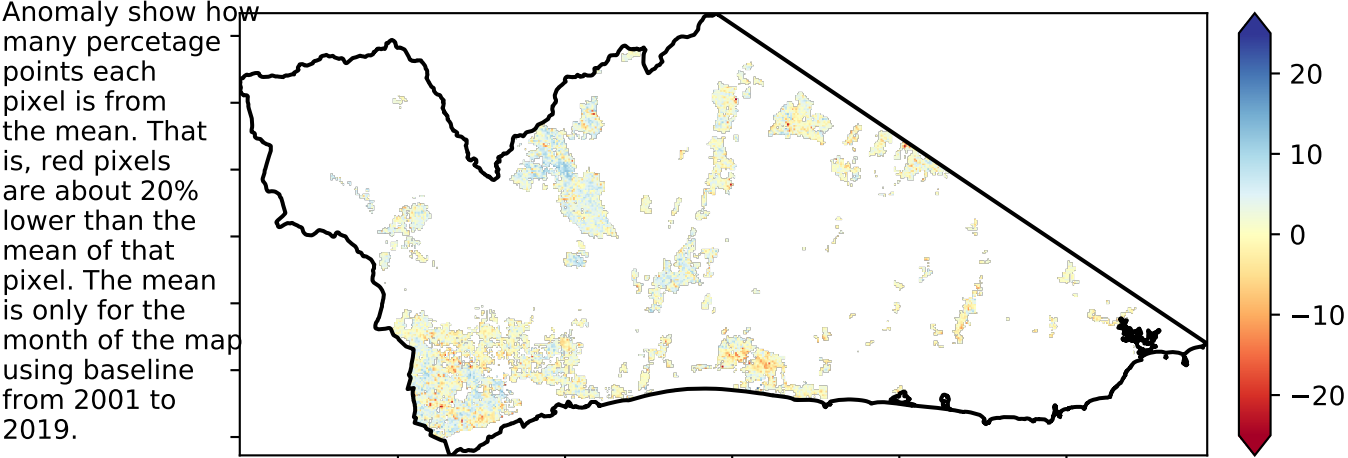 Anomaly show how
many percetage
points each
pixel is from
the mean. That
is, red pixels
are about 20%
lower than the
mean of that
pixel. The mean
is only for the
month of the map
using baseline
from 2001 to
2019.
20
10
0
−10
−20